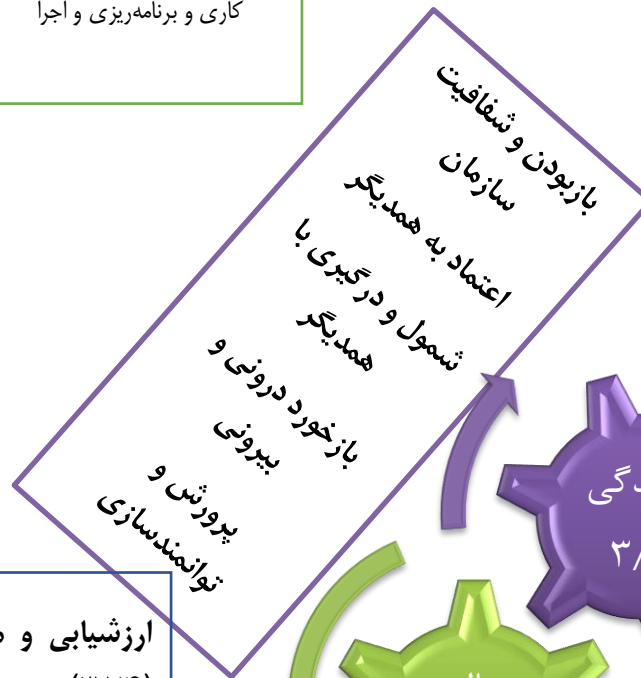 کاری و برنامه‌ریزی و اجرا
بازبودن و شفافیت
سازمان
اعتماد به همدیگر
شمول و درگیری با
همدیگر
بازخورد درونی و
بیرونی
پرورش و
توانمندسازی
ارزشیابی و